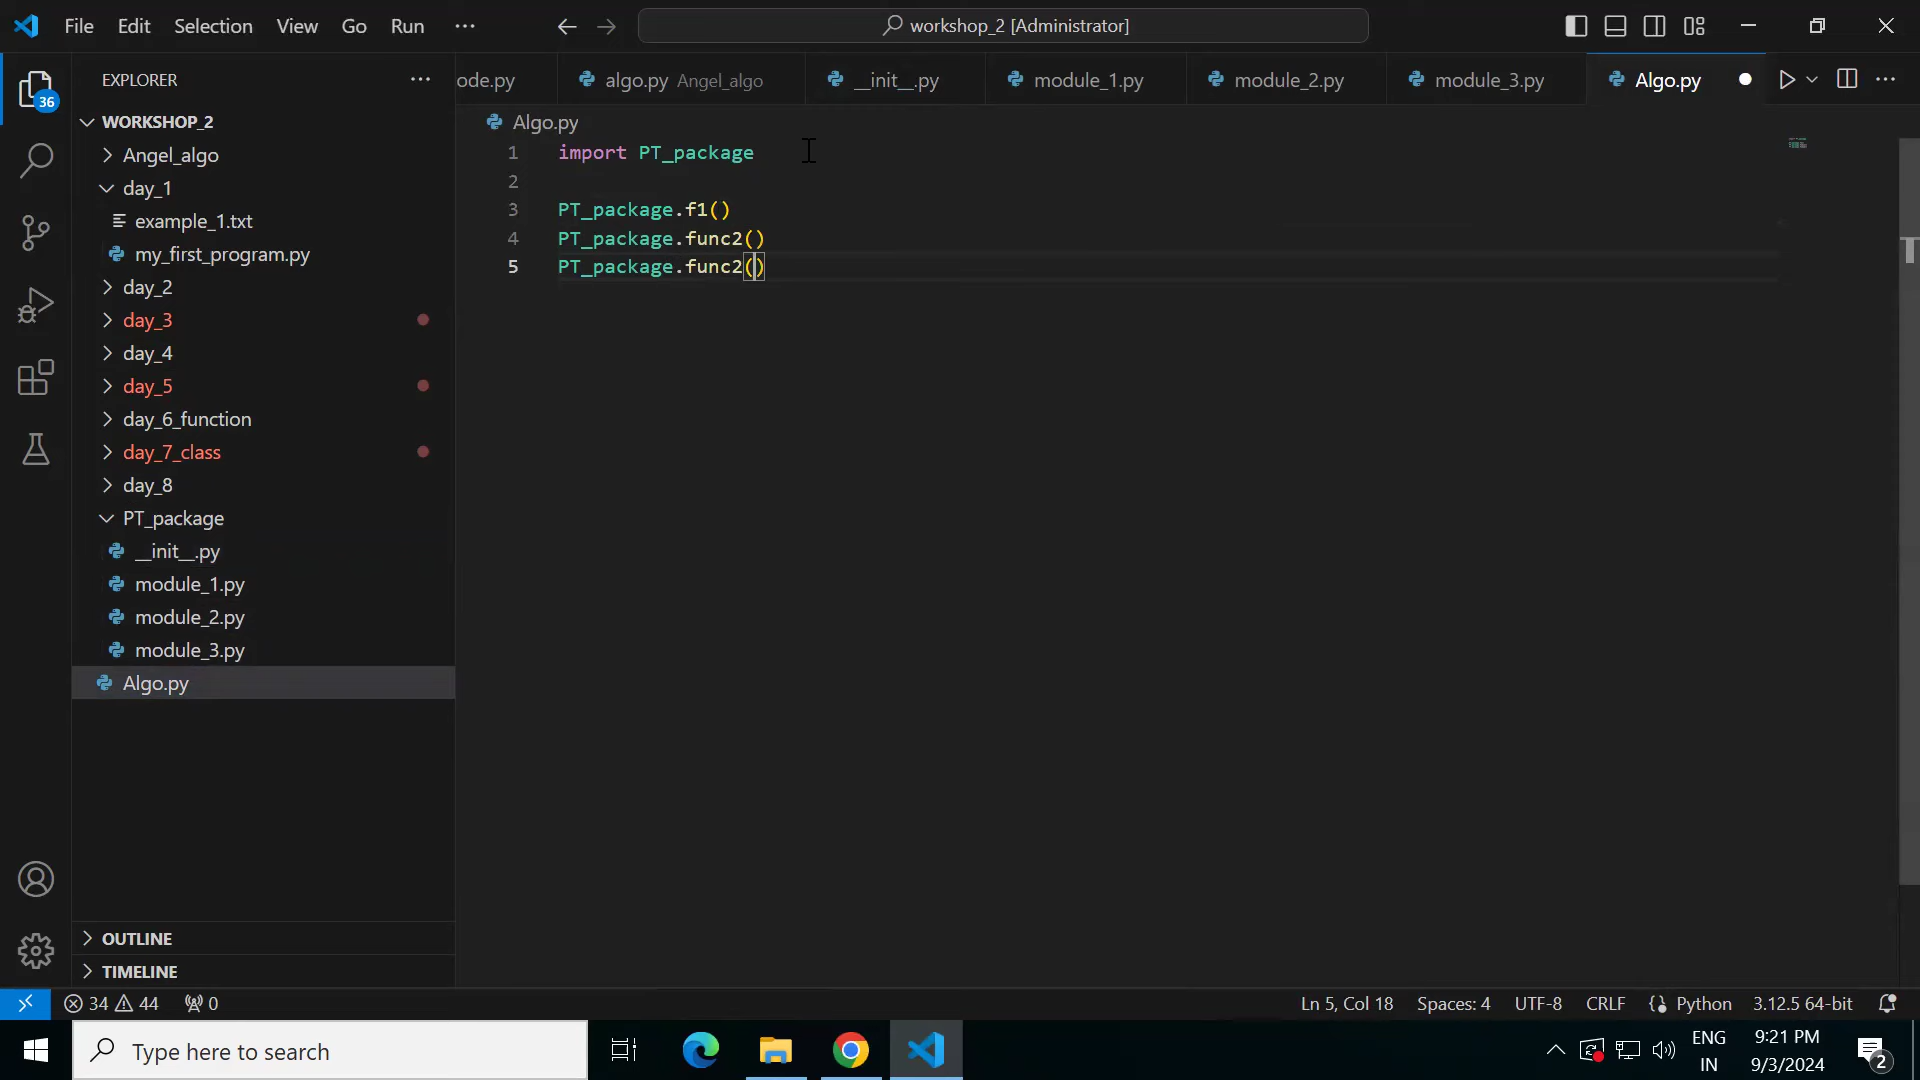 File Edit Selection View Go Run ···
workshop_2 [Administrator]
EXPLORER ···
ode.py
algo.py Angel_algo
__init__.py
module_1.py
module_2.py
module_3.py
Algo.py
36
WORKSHOP_2
Angel_algo
day_1
example_1.txt
my_first_program.py
day_2
day_3
day_4
day_5
day_6_function
day_7_class
day_8
PT_package
__init__.py
module_1.py
module_2.py
module_3.py
Algo.py
OUTLINE
TIMELINE
Algo.py
1 import PT_package
2
3 PT_package.f1()
4 PT_package.func2()
5 PT_package.func2()
34 44 0
Ln 5, Col 18 Spaces: 4 UTF-8 CRLF Python 3.12.5 64-bit
Type here to search
ENG
IN
9:21 PM
9/3/2024
2